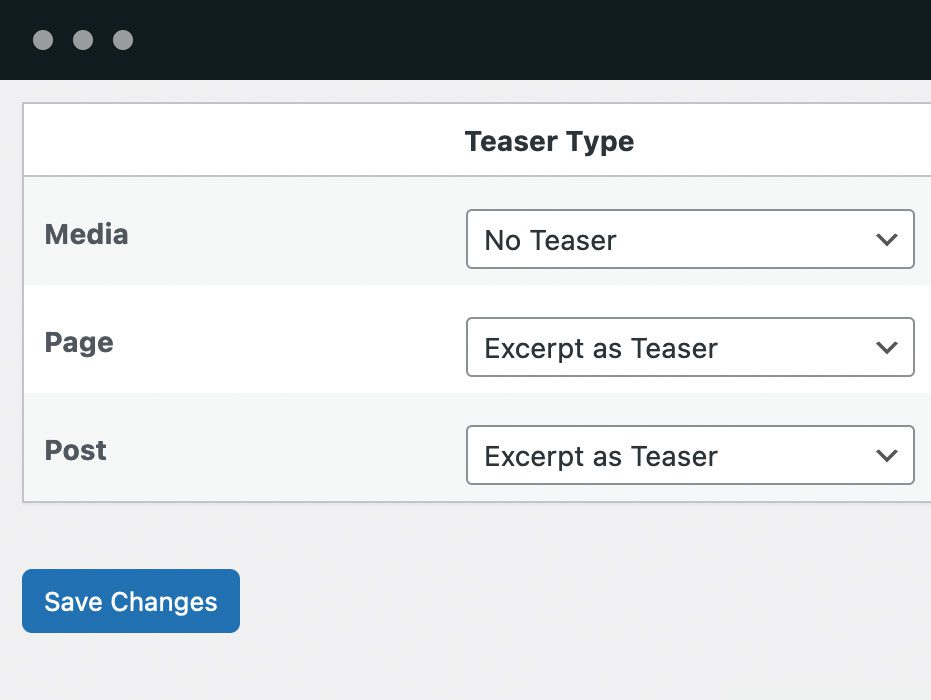 Teaser Type
Media
No Teaser
Page
Excerpt as Teaser
Post
Excerpt as Teaser
Save Changes